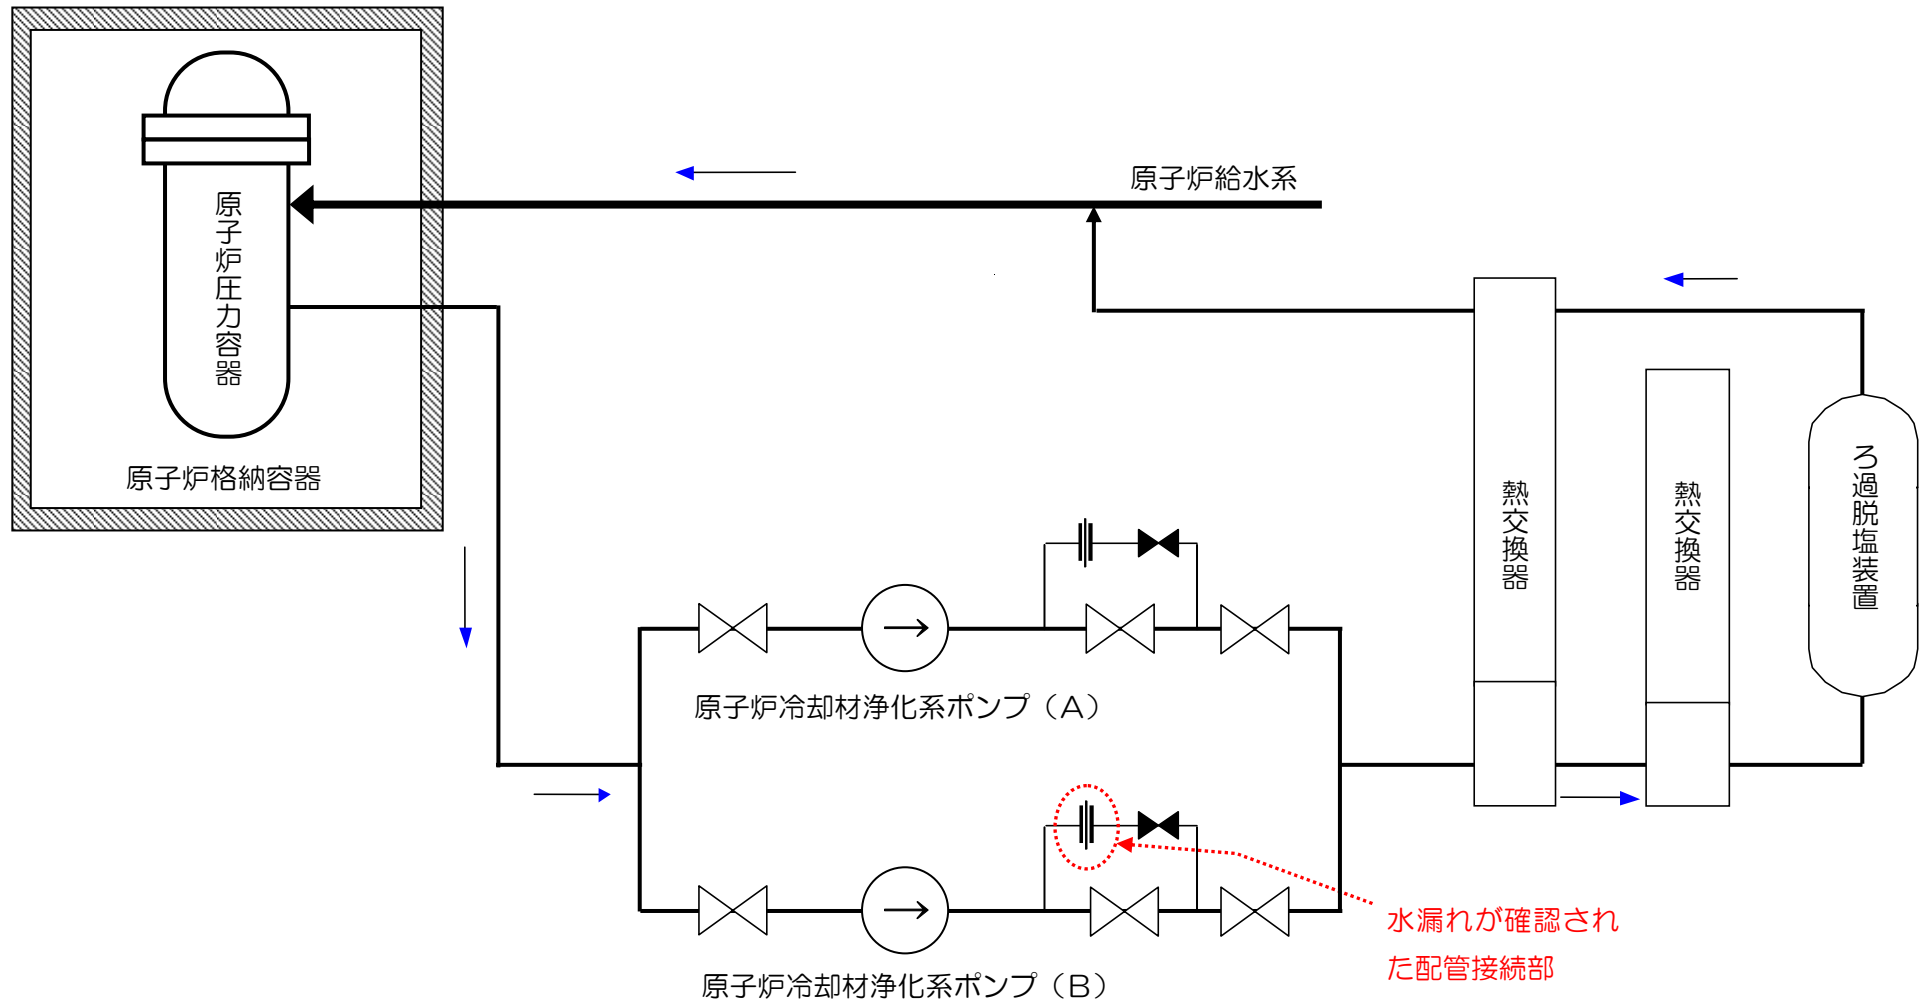 原子炉給水系
原子炉圧力容器
原子炉格納容器
熱交換器
熱交換器
ろ過脱塩装置
原子炉冷却材浄化系ポンプ（A）
水漏れが確認され
た配管接続部
原子炉冷却材浄化系ポンプ（B）